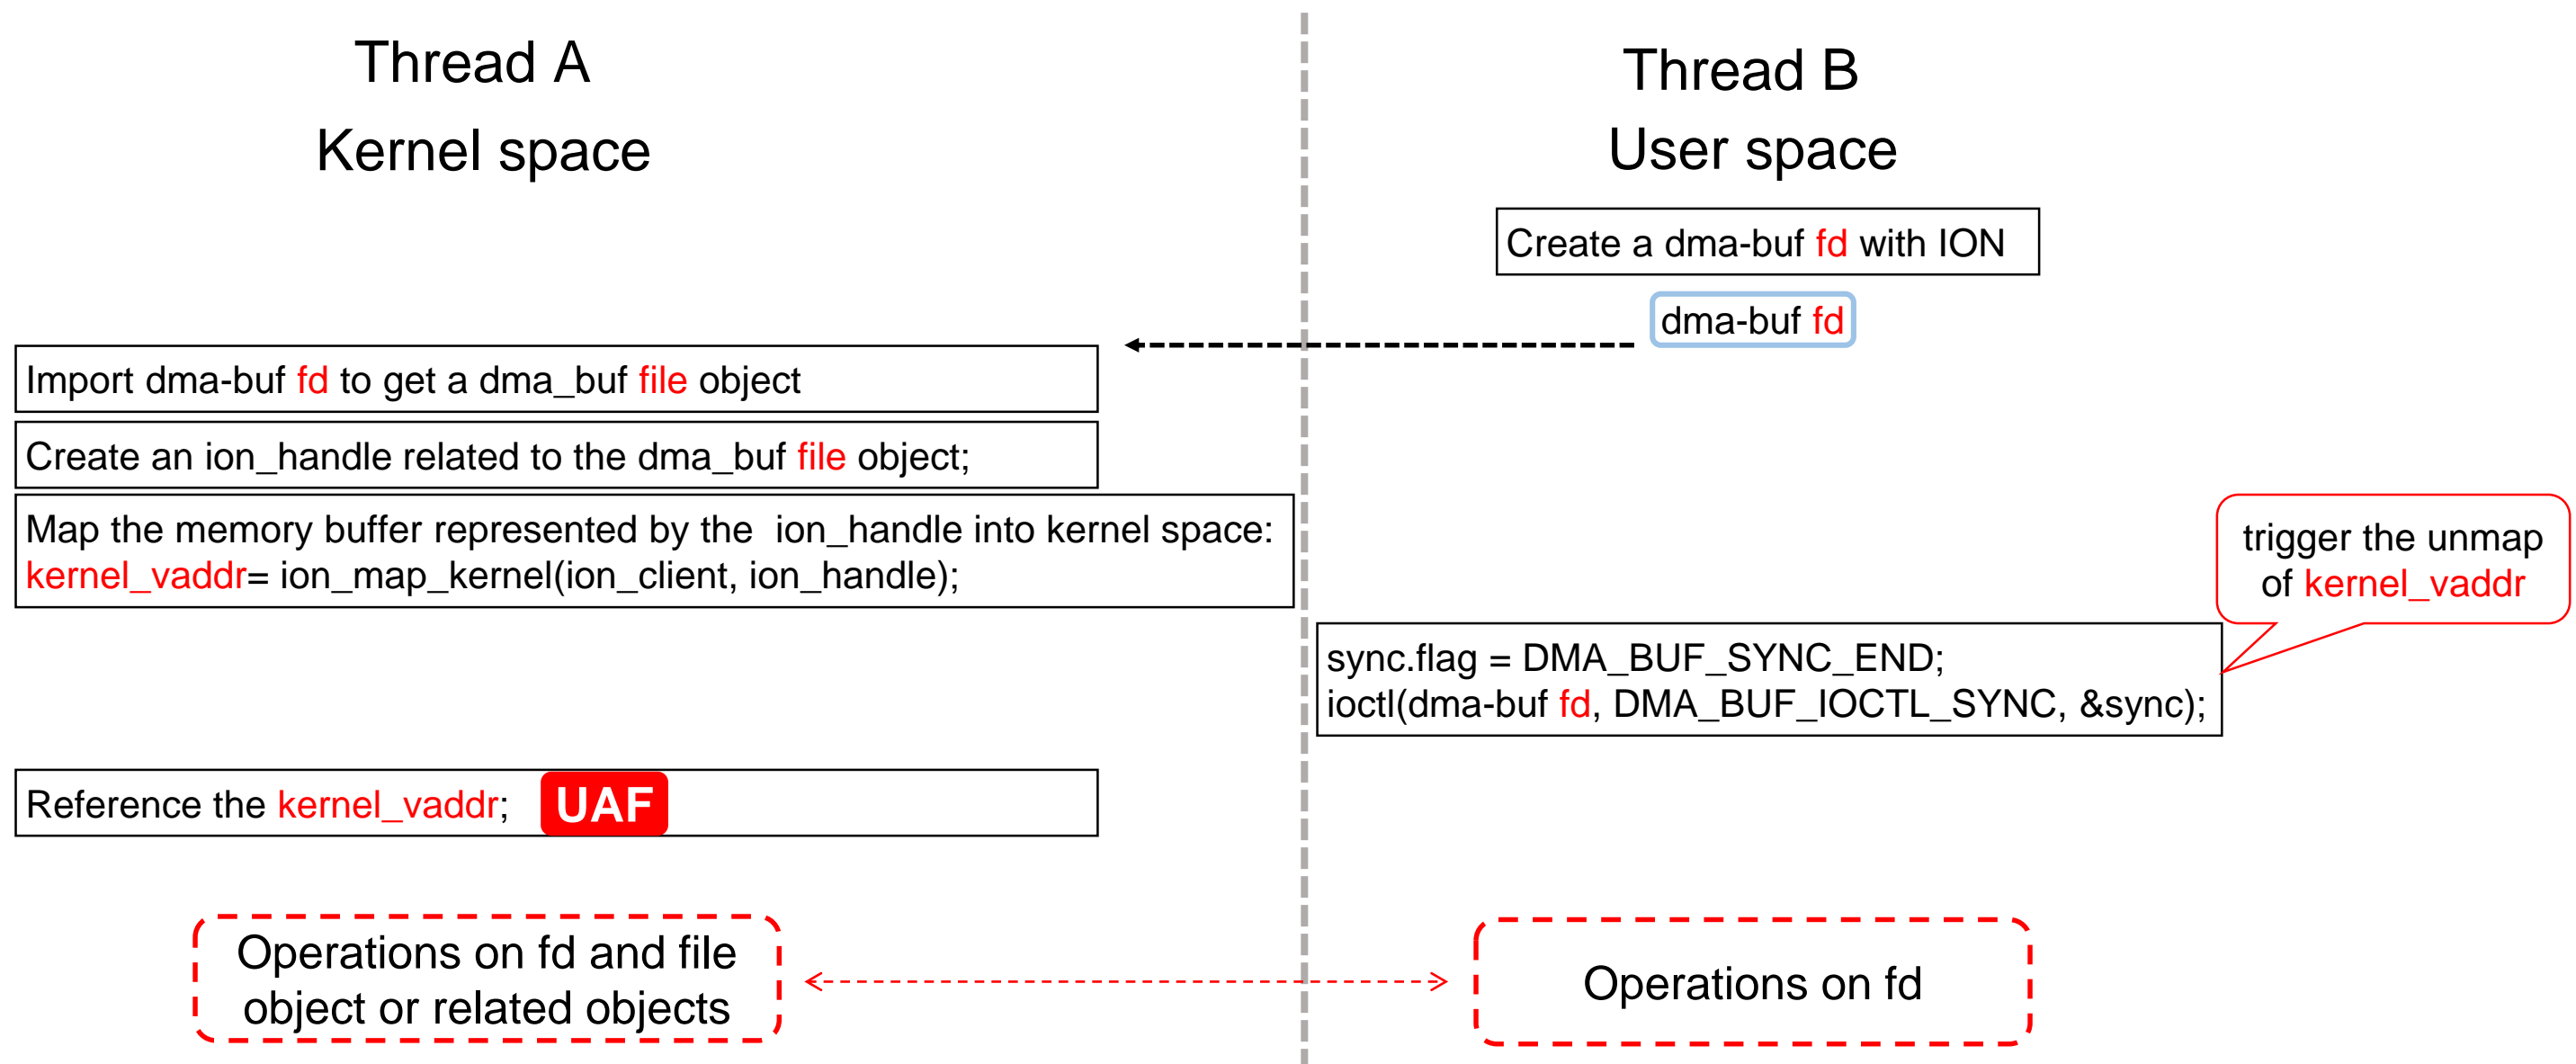 Thread A
Kernel space
Thread B
User space
Create a dma-buf fd with ION
dma-buf fd
Import dma-buf fd to get a dma_buf file object
Create an ion_handle related to the dma_buf file object;
Map the memory buffer represented by the  ion_handle into kernel space:
kernel_vaddr= ion_map_kernel(ion_client, ion_handle);
trigger the unmap
of kernel_vaddr
sync.flag = DMA_BUF_SYNC_END;
ioctl(dma-buf fd, DMA_BUF_IOCTL_SYNC, &sync);
Reference the kernel_vaddr;
UAF
Operations on fd and file
object or related objects
Operations on fd